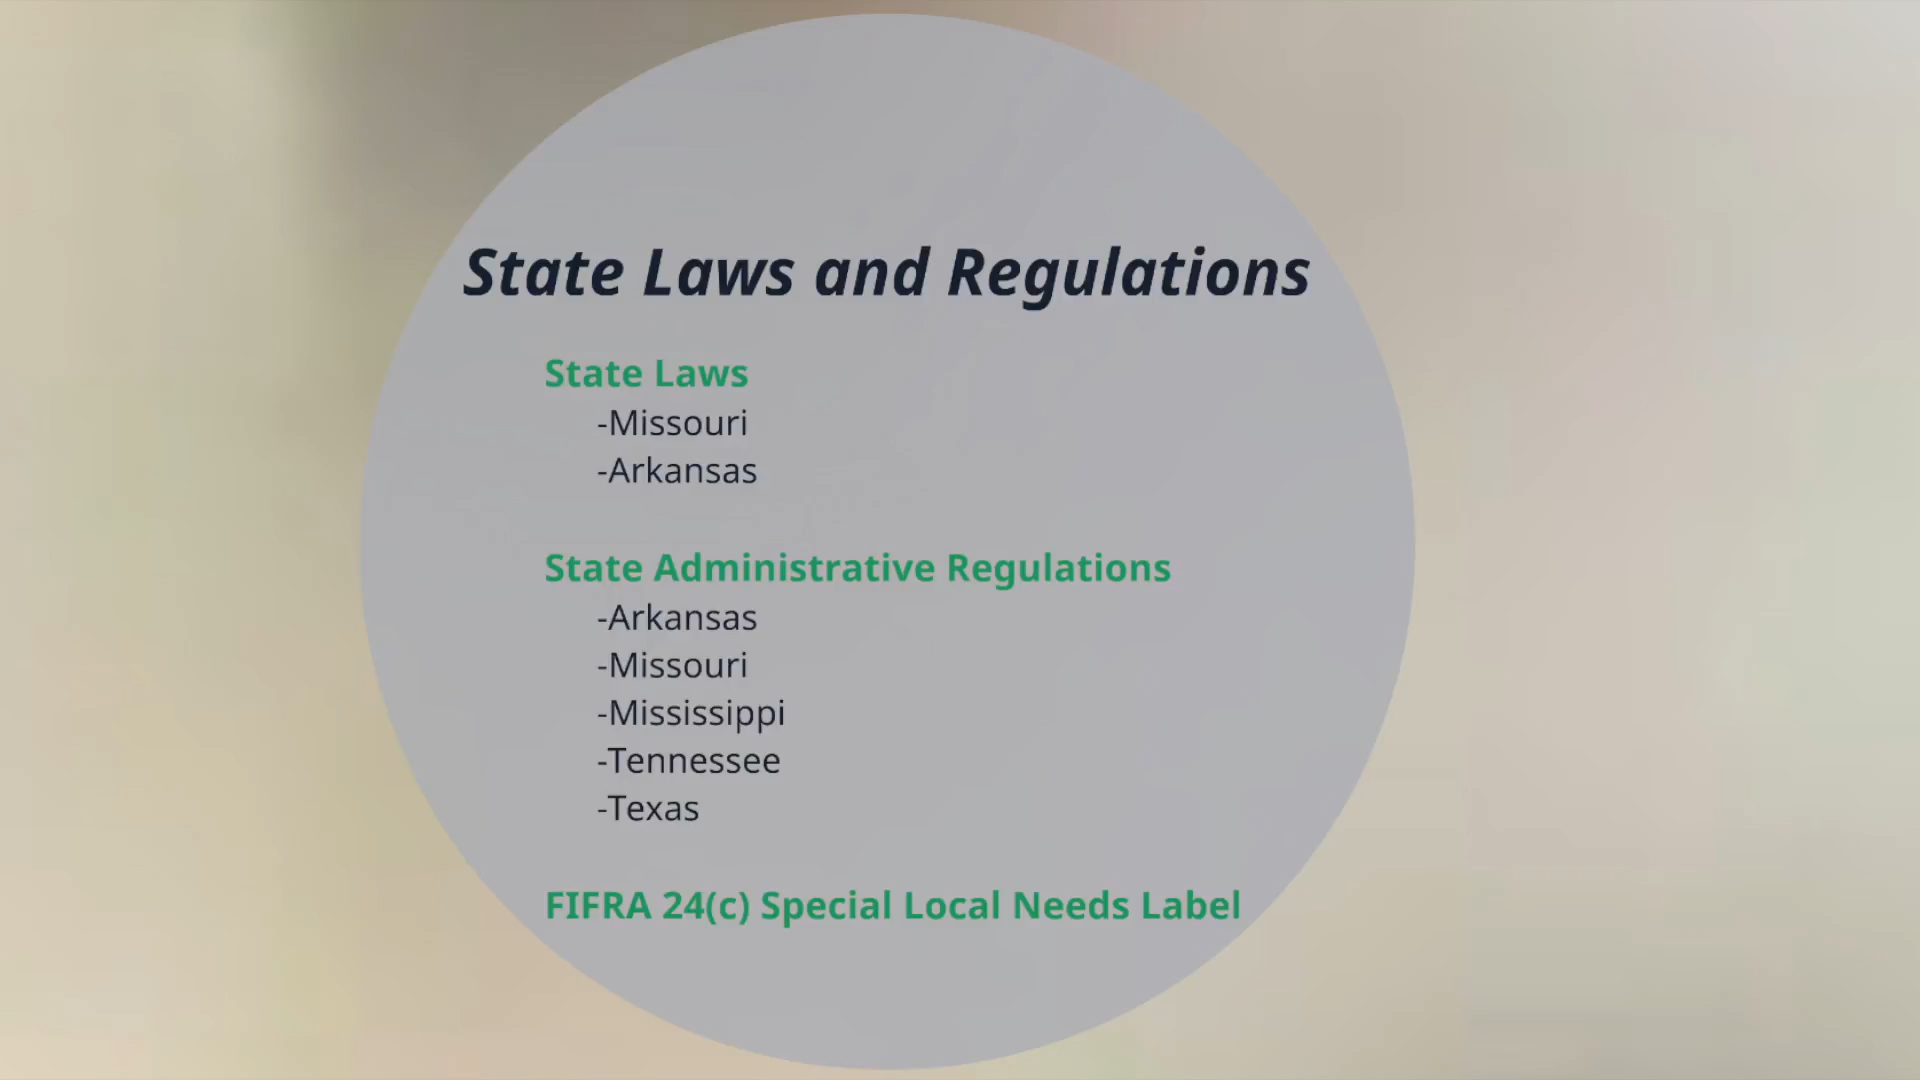 State Laws and Regulations
State Laws
-Missouri
-Arkansas
State Administrative Regulations
-Arkansas
-Missouri
-Mississippi
-Tennessee
-Texas
FIFRA 24(c) Special Local Needs Label